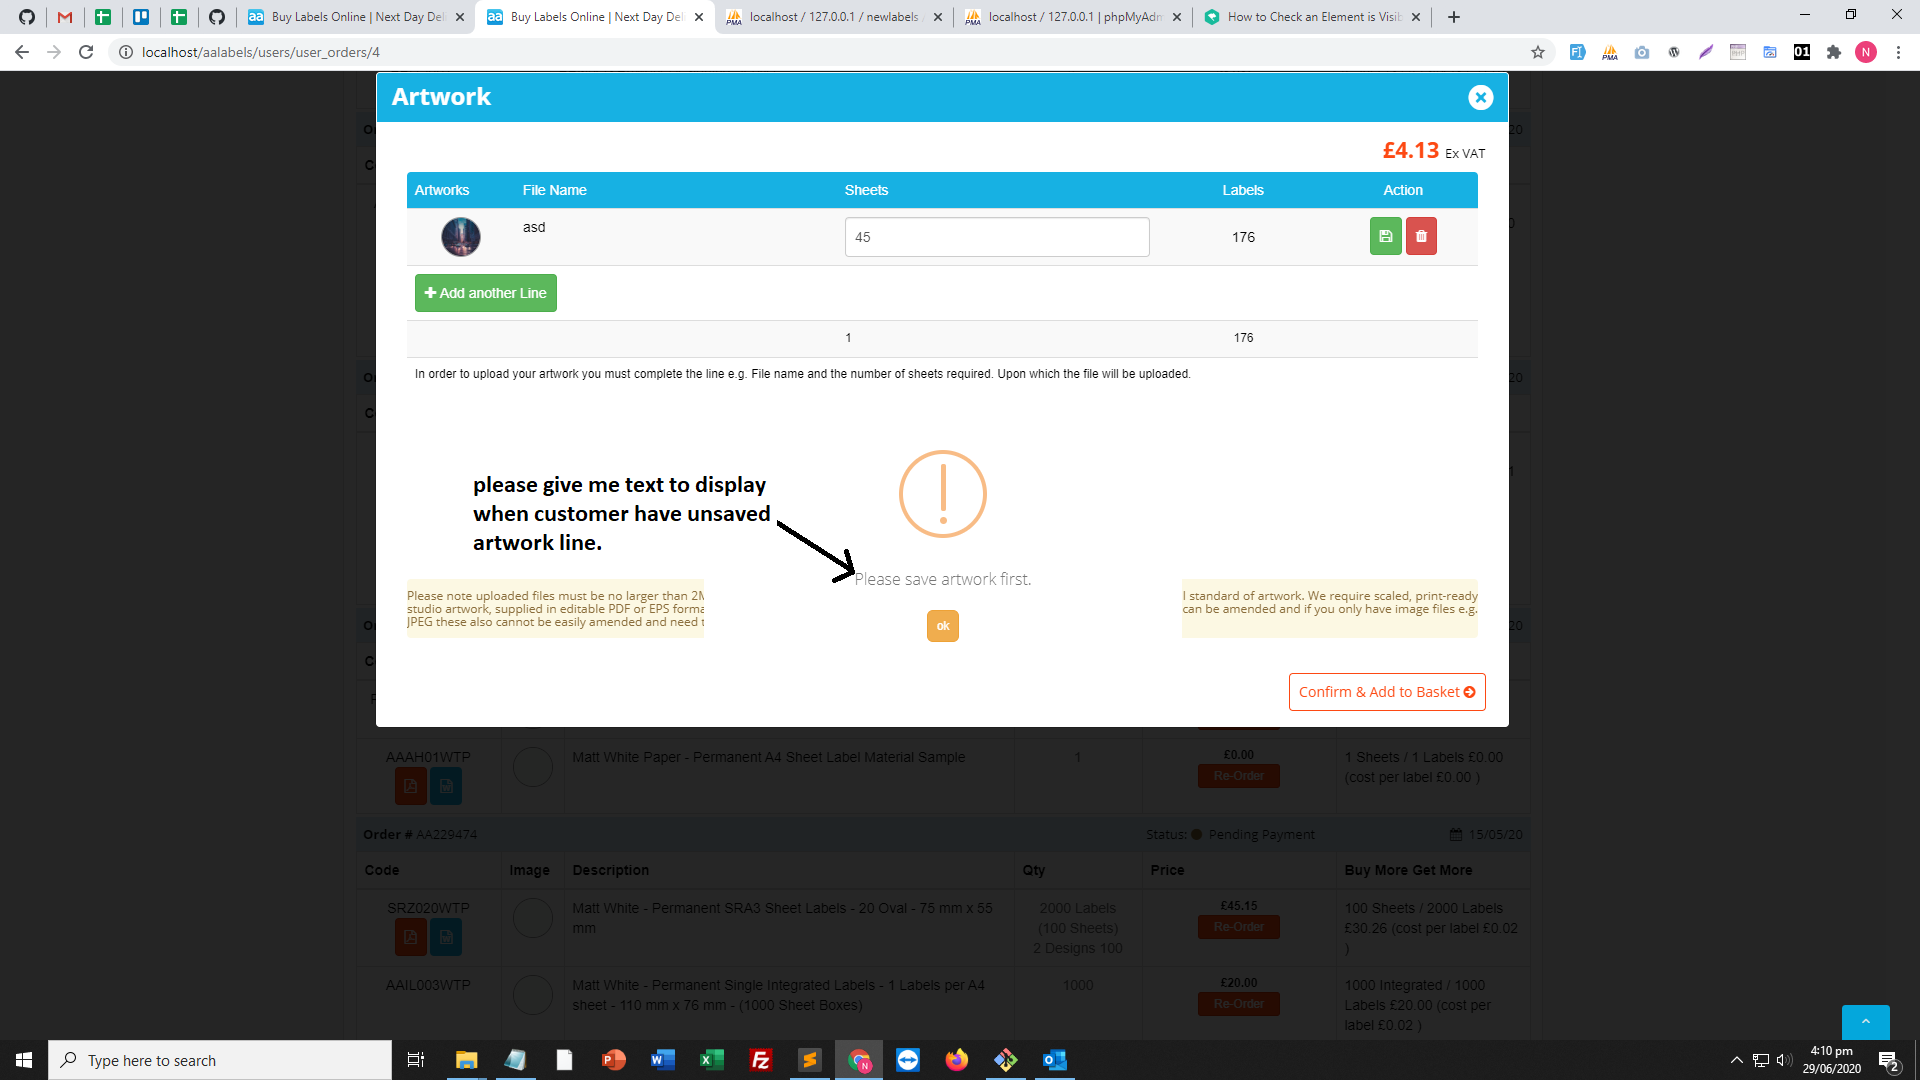 Buy Labels Online | Next Day Del
Buy Labels Online | Next Day Del
localhost / 127.0.0.1 / newlabels
localhost / 127.0.0.1 | phpMyAdm
How to Check an Element is Visib
localhost/aalabels/users/user_orders/4
Artwork
£4.13 Ex VAT
Artworks File Name Sheets Labels Action
asd 45 176
Add another Line
1 176
In order to upload your artwork you must complete the line e.g. File name and the number of sheets required. Upon which the file will be uploaded.
please give me text to display
when customer have unsaved
artwork line.
Please save artwork first.
ok
Please note uploaded files must be no larger than 2M
studio artwork, supplied in editable PDF or EPS forma
JPEG these also cannot be easily amended and need t
l standard of artwork. We require scaled, print-ready
can be amended and if you only have image files e.g.
Confirm & Add to Basket
AAAH01WTP Matt White Paper - Permanent A4 Sheet Label Material Sample 1 £0.00 1 Sheets / 1 Labels £0.00
Re-Order (cost per label £0.00 )
Order # AA229474 Status: Pending Payment 15/05/20
Code Image Description Qty Price Buy More Get More
SRZ020WTP Matt White - Permanent SRA3 Sheet Labels - 20 Oval - 75 mm x 55 2000 Labels £45.15 100 Sheets / 2000 Labels
mm (100 Sheets) Re-Order £30.26 (cost per label £0.02
2 Designs 100 )
AAIL003WTP Matt White - Permanent Single Integrated Labels - 1 Labels per A4 1000 £20.00 1000 Integrated / 1000
sheet - 110 mm x 76 mm - (1000 Sheet Boxes) Re-Order Labels £20.00 (cost per
label £0.02 )
Type here to search
4:10 pm
29/06/2020
2